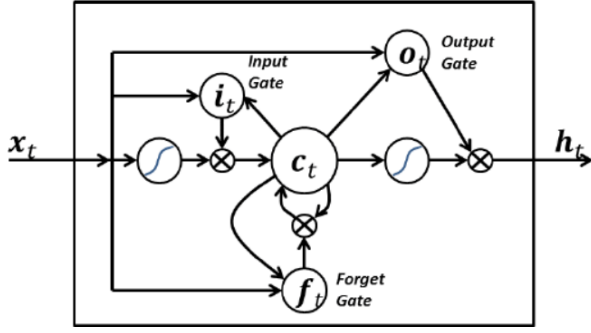 Input
Gate
Output
Gate
o_t
i_t
x_t
c_t
h_t
f_t
Forget
Gate